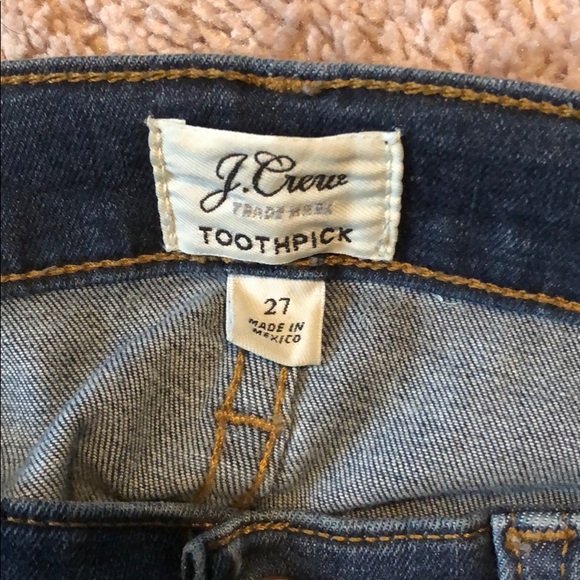 J.Crew
TRADE MARK
TOOTHPICK
27
MADE IN
MEXICO